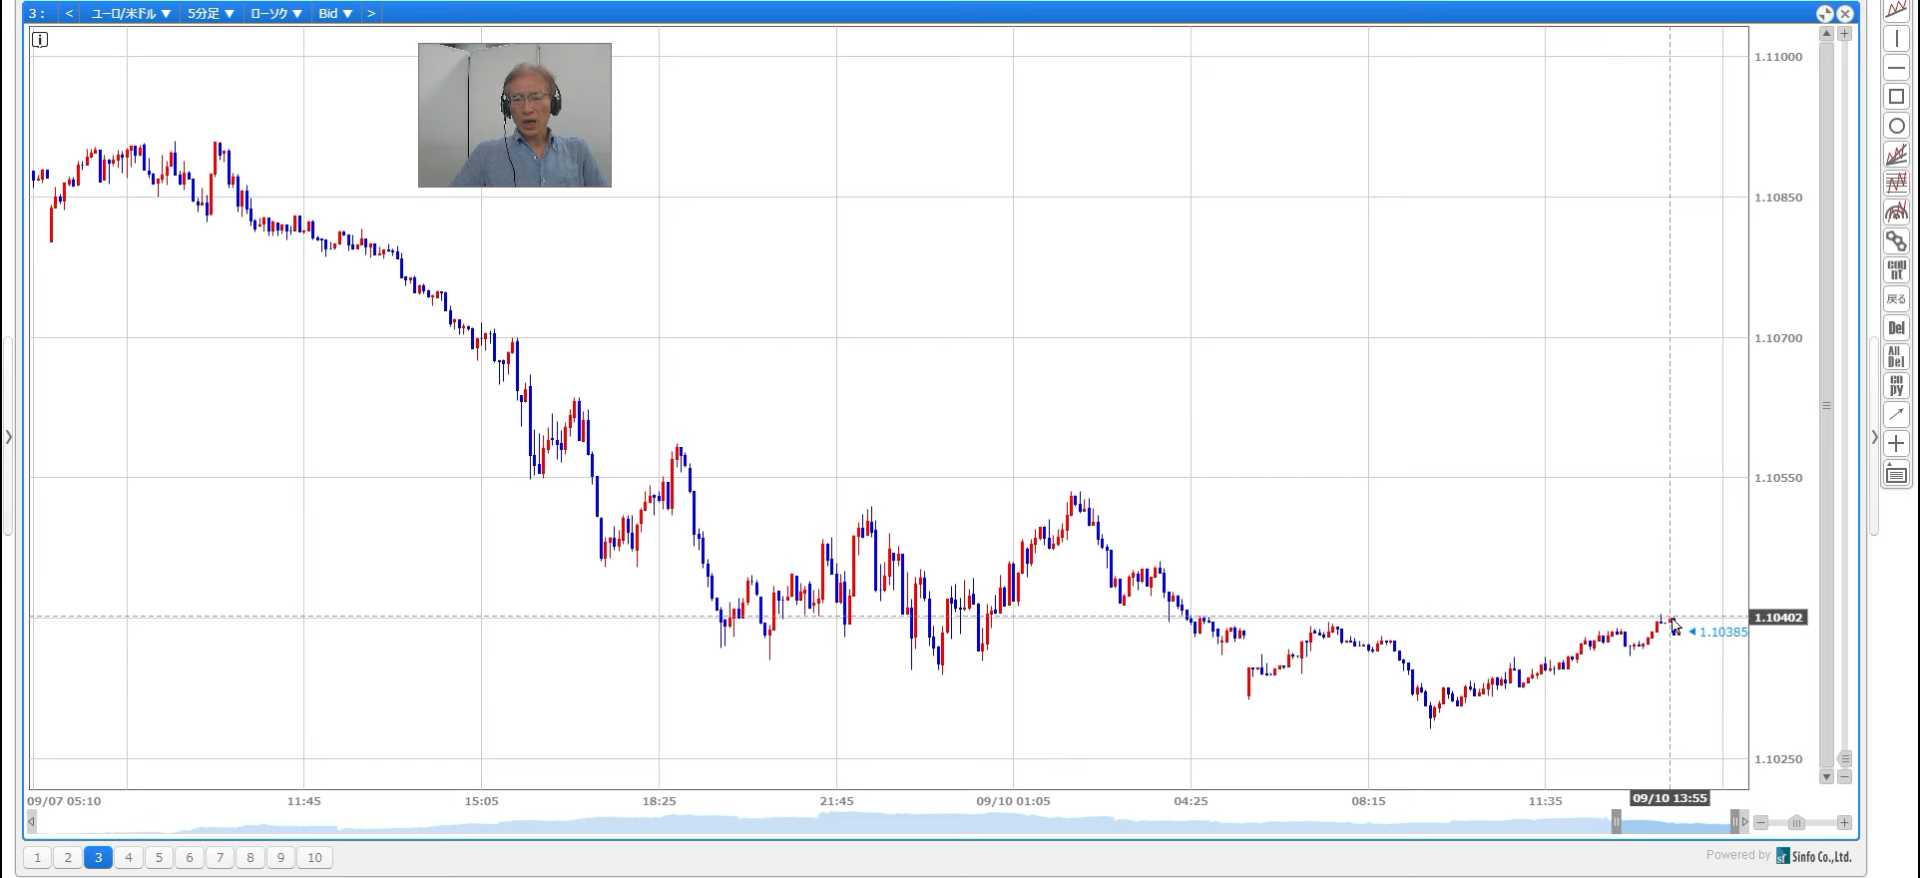 3 : < ユーロ/米ドル ▼ 5分足 ▼ ローソク ▼ Bid ▼ >
i
1.11000
1.10850
1.10700
1.10550
1.10402
1.10385
1.10250
09/07 05:10 11:45 15:05 18:25 21:45 09/10 01:05 04:25 08:15 11:35 09/10 13:55
1 2 3 4 5 6 7 8 9 10
Powered by sf Sinfo Co.,Ltd.
cou
nt
戻る
Del
All
Del
co
py